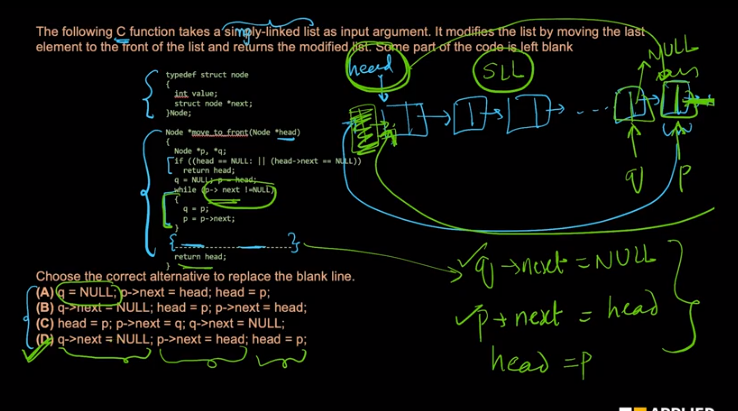 The following C function takes a simply-linked list as input argument. It modifies the list by moving the last
element to the front of the list and returns the modified list. Some part of the code is left blank
typedef struct node
{
int value;
struct node *next;
}Node;
Node *move_to_front(Node *head)
{
Node *p, *q;
if ((head == NULL: || (head->next == NULL))
return head;
q = NULL; p = head;
while (p-> next !=NULL)
{
q = p;
p = p->next;
}
return head;
}
Choose the correct alternative to replace the blank line.
(A) q = NULL; p->next = head; head = p;
(B) q->next = NULL; head = p; p->next = head;
(C) head = p; p->next = q; q->next = NULL;
(D) q->next = NULL; p->next = head; head = p;
heard
SLL
NULL
q
p
q->next = NULL
p->next = head
head = p
APPLIED